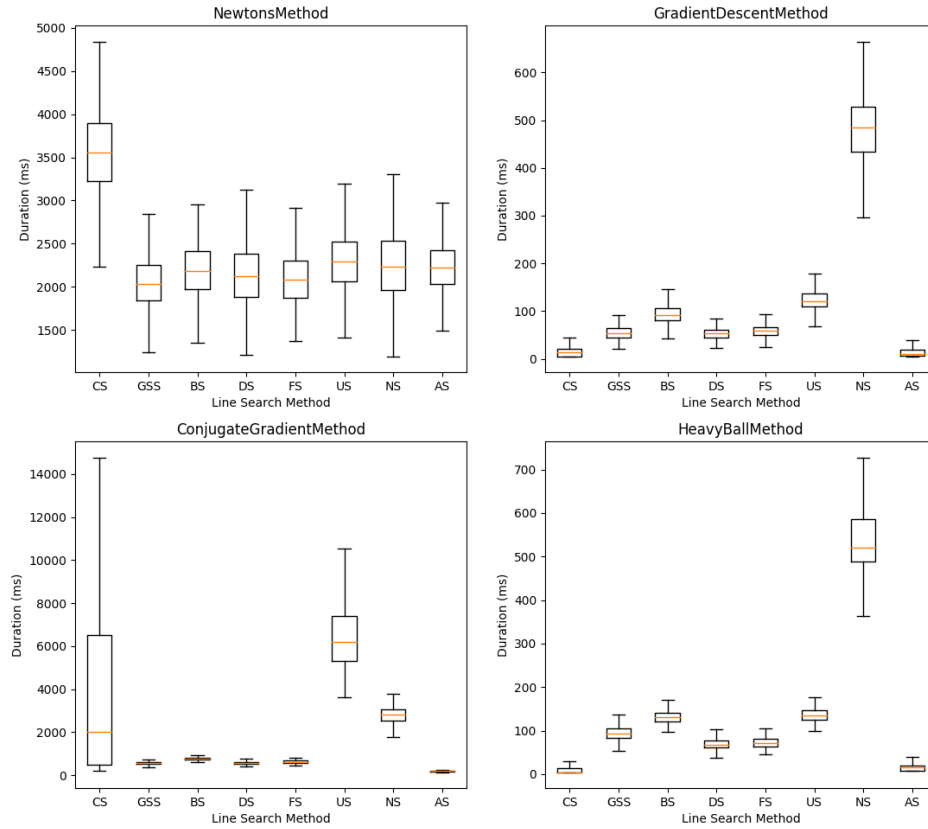 NewtonsMethod
5000
4500
4000
3500
3000
2500
2000
1500
Duration (ms)
CS GSS BS DS FS US NS AS
Line Search Method
GradientDescentMethod
600
500
400
300
200
100
0
Duration (ms)
CS GSS BS DS FS US NS AS
Line Search Method
ConjugateGradientMethod
14000
12000
10000
8000
6000
4000
2000
0
Duration (ms)
CS GSS BS DS FS US NS AS
Line Search Method
HeavyBallMethod
700
600
500
400
300
200
100
0
Duration (ms)
CS GSS BS DS FS US NS AS
Line Search Method